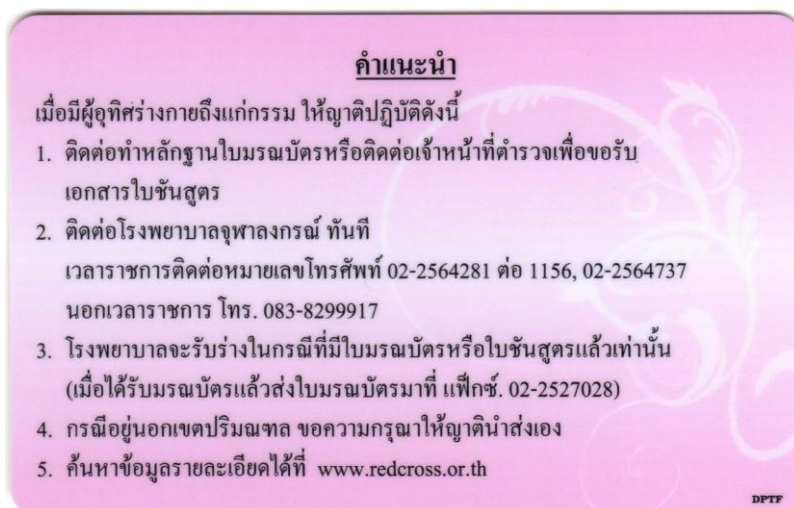 คำแนะนำ
เมื่อมีผู้อุทิศร่างกายถึงแก่กรรม ให้ญาติปฏิบัติดังนี้
1. ติดต่อทำหลักฐานใบมรณบัตรหรือติดต่อเจ้าหน้าที่ตำรวจเพื่อขอรับ
เอกสารใบชันสูตร
2. ติดต่อโรงพยาบาลจุฬาลงกรณ์ ทันที
เวลาราชการติดต่อหมายเลขโทรศัพท์ 02-2564281 ต่อ 1156, 02-2564737
นอกเวลาราชการ โทร. 083-8299917
3. โรงพยาบาลจะรับร่างในกรณีที่มีใบมรณบัตรหรือใบชันสูตรแล้วเท่านั้น
(เมื่อได้รับมรณบัตรแล้วส่งใบมรณบัตรมาที่ แฟ็กซ์. 02-2527028)
4. กรณีอยู่นอกเขตปริมณฑล ขอความกรุณาให้ญาตินำส่งเอง
5. ค้นหาข้อมูลรายละเอียดได้ที่ www.redcross.or.th
DPTF